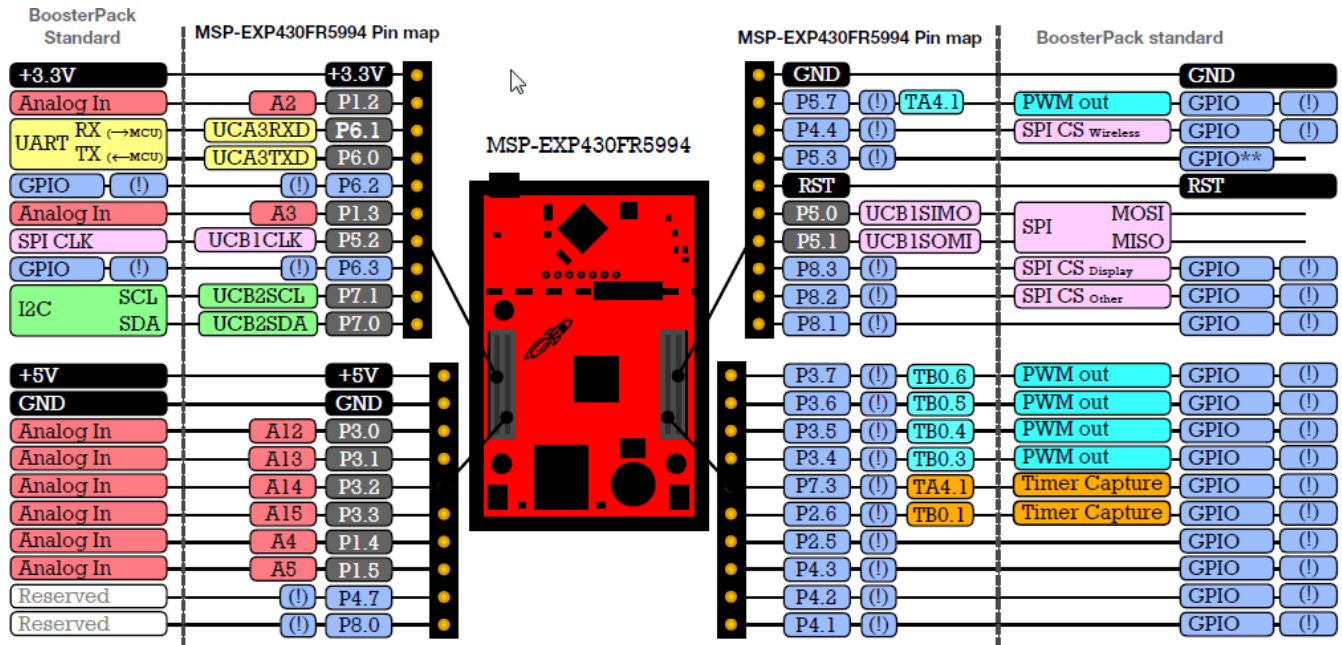 BoosterPack
Standard
MSP-EXP430FR5994 Pin map
+3.3V +3.3V
Analog In A2 P1.2
UART RX (→MCU) UCA3RXD P6.1
TX (←MCU) UCA3TXD P6.0
GPIO (!) (!) P6.2
Analog In A3 P1.3
SPI CLK UCB1CLK P5.2
GPIO (!) (!) P6.3
I2C SCL UCB2SCL P7.1
SDA UCB2SDA P7.0
+5V +5V
GND GND
Analog In A12 P3.0
Analog In A13 P3.1
Analog In A14 P3.2
Analog In A15 P3.3
Analog In A4 P1.4
Analog In A5 P1.5
Reserved (!) P4.7
Reserved (!) P8.0
MSP-EXP430FR5994
MSP-EXP430FR5994 Pin map
BoosterPack standard
GND GND
P5.7 (!) TA4.1 PWM out GPIO (!)
P4.4 (!) SPI CS Wireless GPIO (!)
P5.3 (!) GPIO**
RST RST
P5.0 UCB1SIMO SPI MOSI
P5.1 UCB1SOMI MISO
P8.3 (!) SPI CS Display GPIO (!)
P8.2 (!) SPI CS Other GPIO (!)
P8.1 (!) GPIO (!)
P3.7 (!) TB0.6 PWM out GPIO (!)
P3.6 (!) TB0.5 PWM out GPIO (!)
P3.5 (!) TB0.4 PWM out GPIO (!)
P3.4 (!) TB0.3 PWM out GPIO (!)
P7.3 (!) TA4.1 Timer Capture GPIO (!)
P2.6 (!) TB0.1 Timer Capture GPIO (!)
P2.5 (!) GPIO (!)
P4.3 (!) GPIO (!)
P4.2 (!) GPIO (!)
P4.1 (!) GPIO (!)